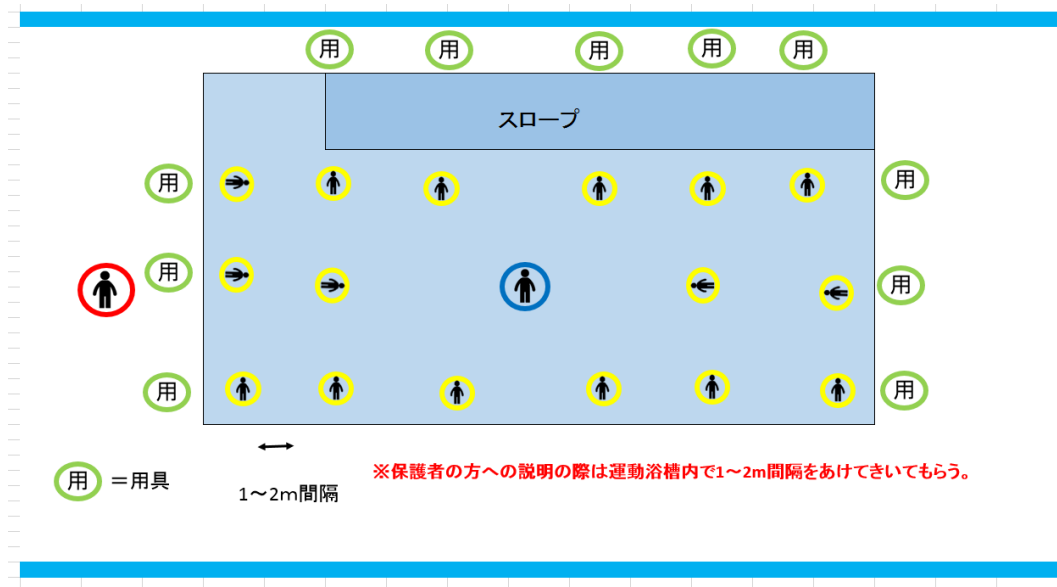 用 用 用 用 用
スロープ
用 用
用 用
用 用
用 =用具
※保護者の方への説明の際は運動浴槽内で1～2m間隔をあけてきいてもらう。
1～2m間隔